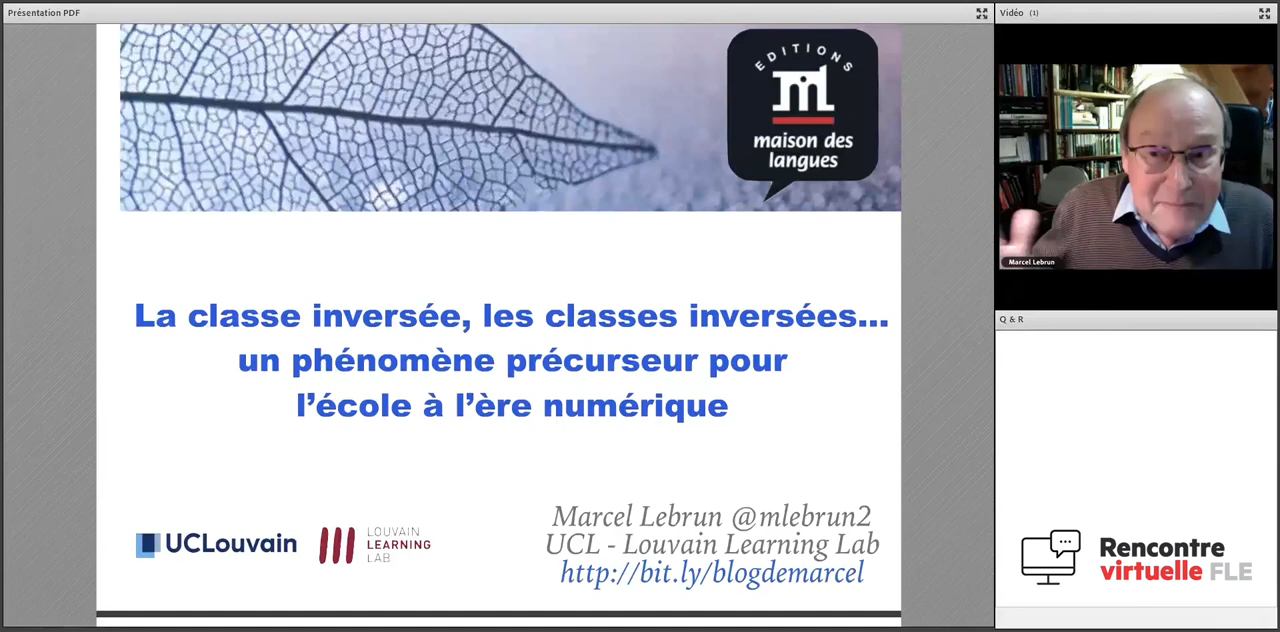 Présentation PDF
EDITIONS
maison des
langues
La classe inversée, les classes inversées...
un phénomène précurseur pour
l’école à l’ère numérique
UCLouvain
LOUVAIN
LEARNING
LAB
Marcel Lebrun @mlebrun2
UCL - Louvain Learning Lab
http://bit.ly/blogdemarcel
Vidéo (1)
Marcel Lebrun
Q & R
Rencontre
virtuelle FLE